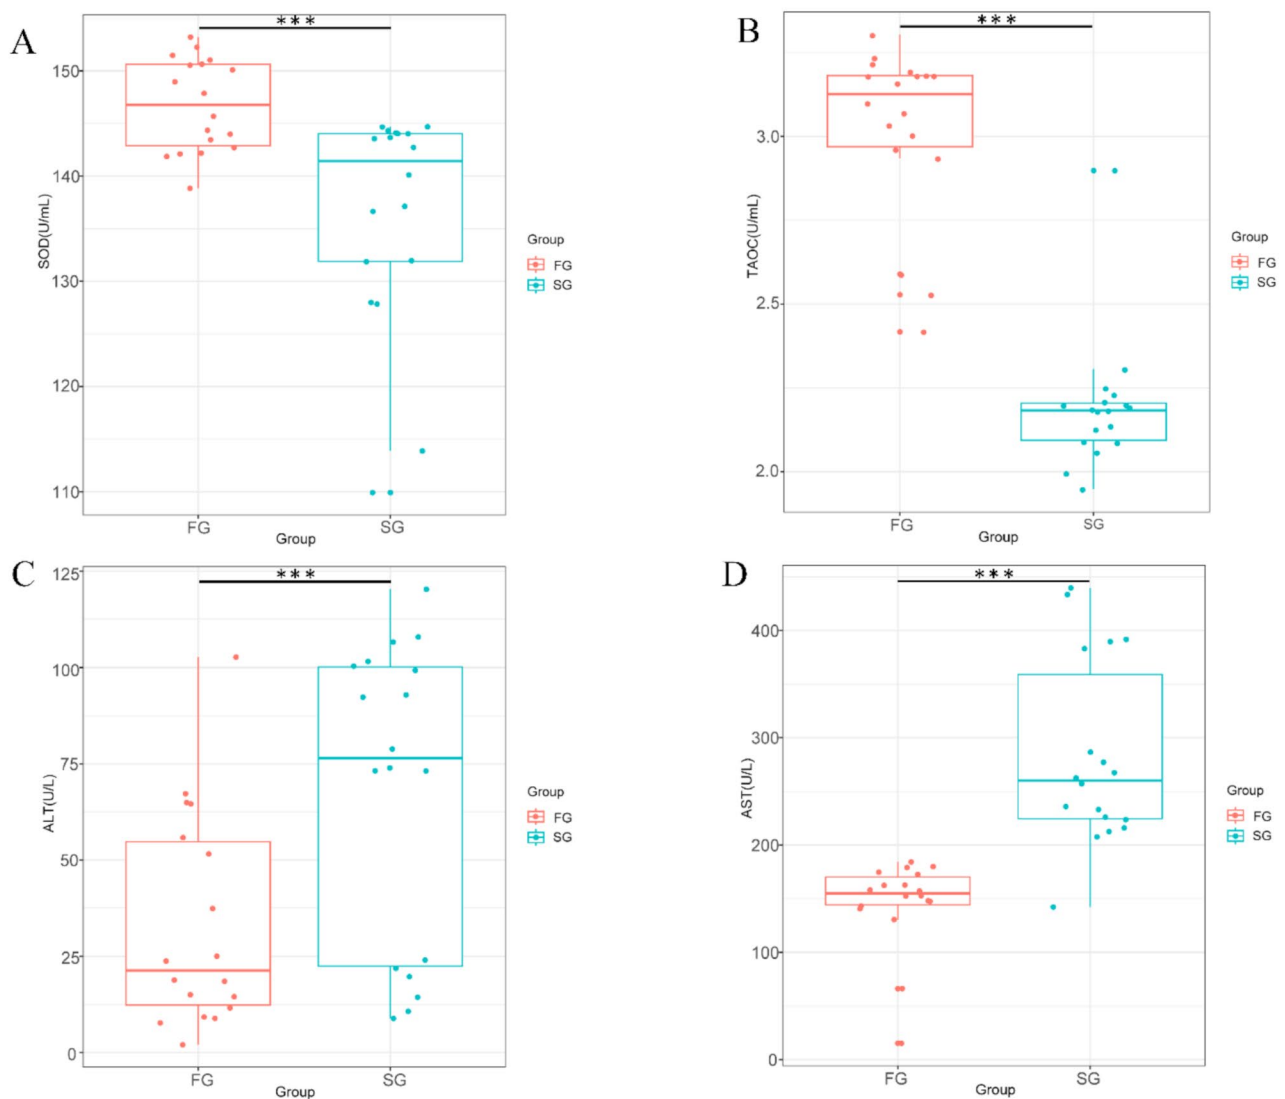 A
***
SOD(U/mL)
150
140
130
120
110
FG
SG
Group
Group
FG
SG
B
***
TAOC(U/mL)
3.0
2.5
2.0
FG
SG
Group
Group
FG
SG
C
***
ALT(U/L)
125
100
75
50
25
0
FG
SG
Group
Group
FG
SG
D
***
AST(U/L)
400
300
200
100
0
FG
SG
Group
Group
FG
SG